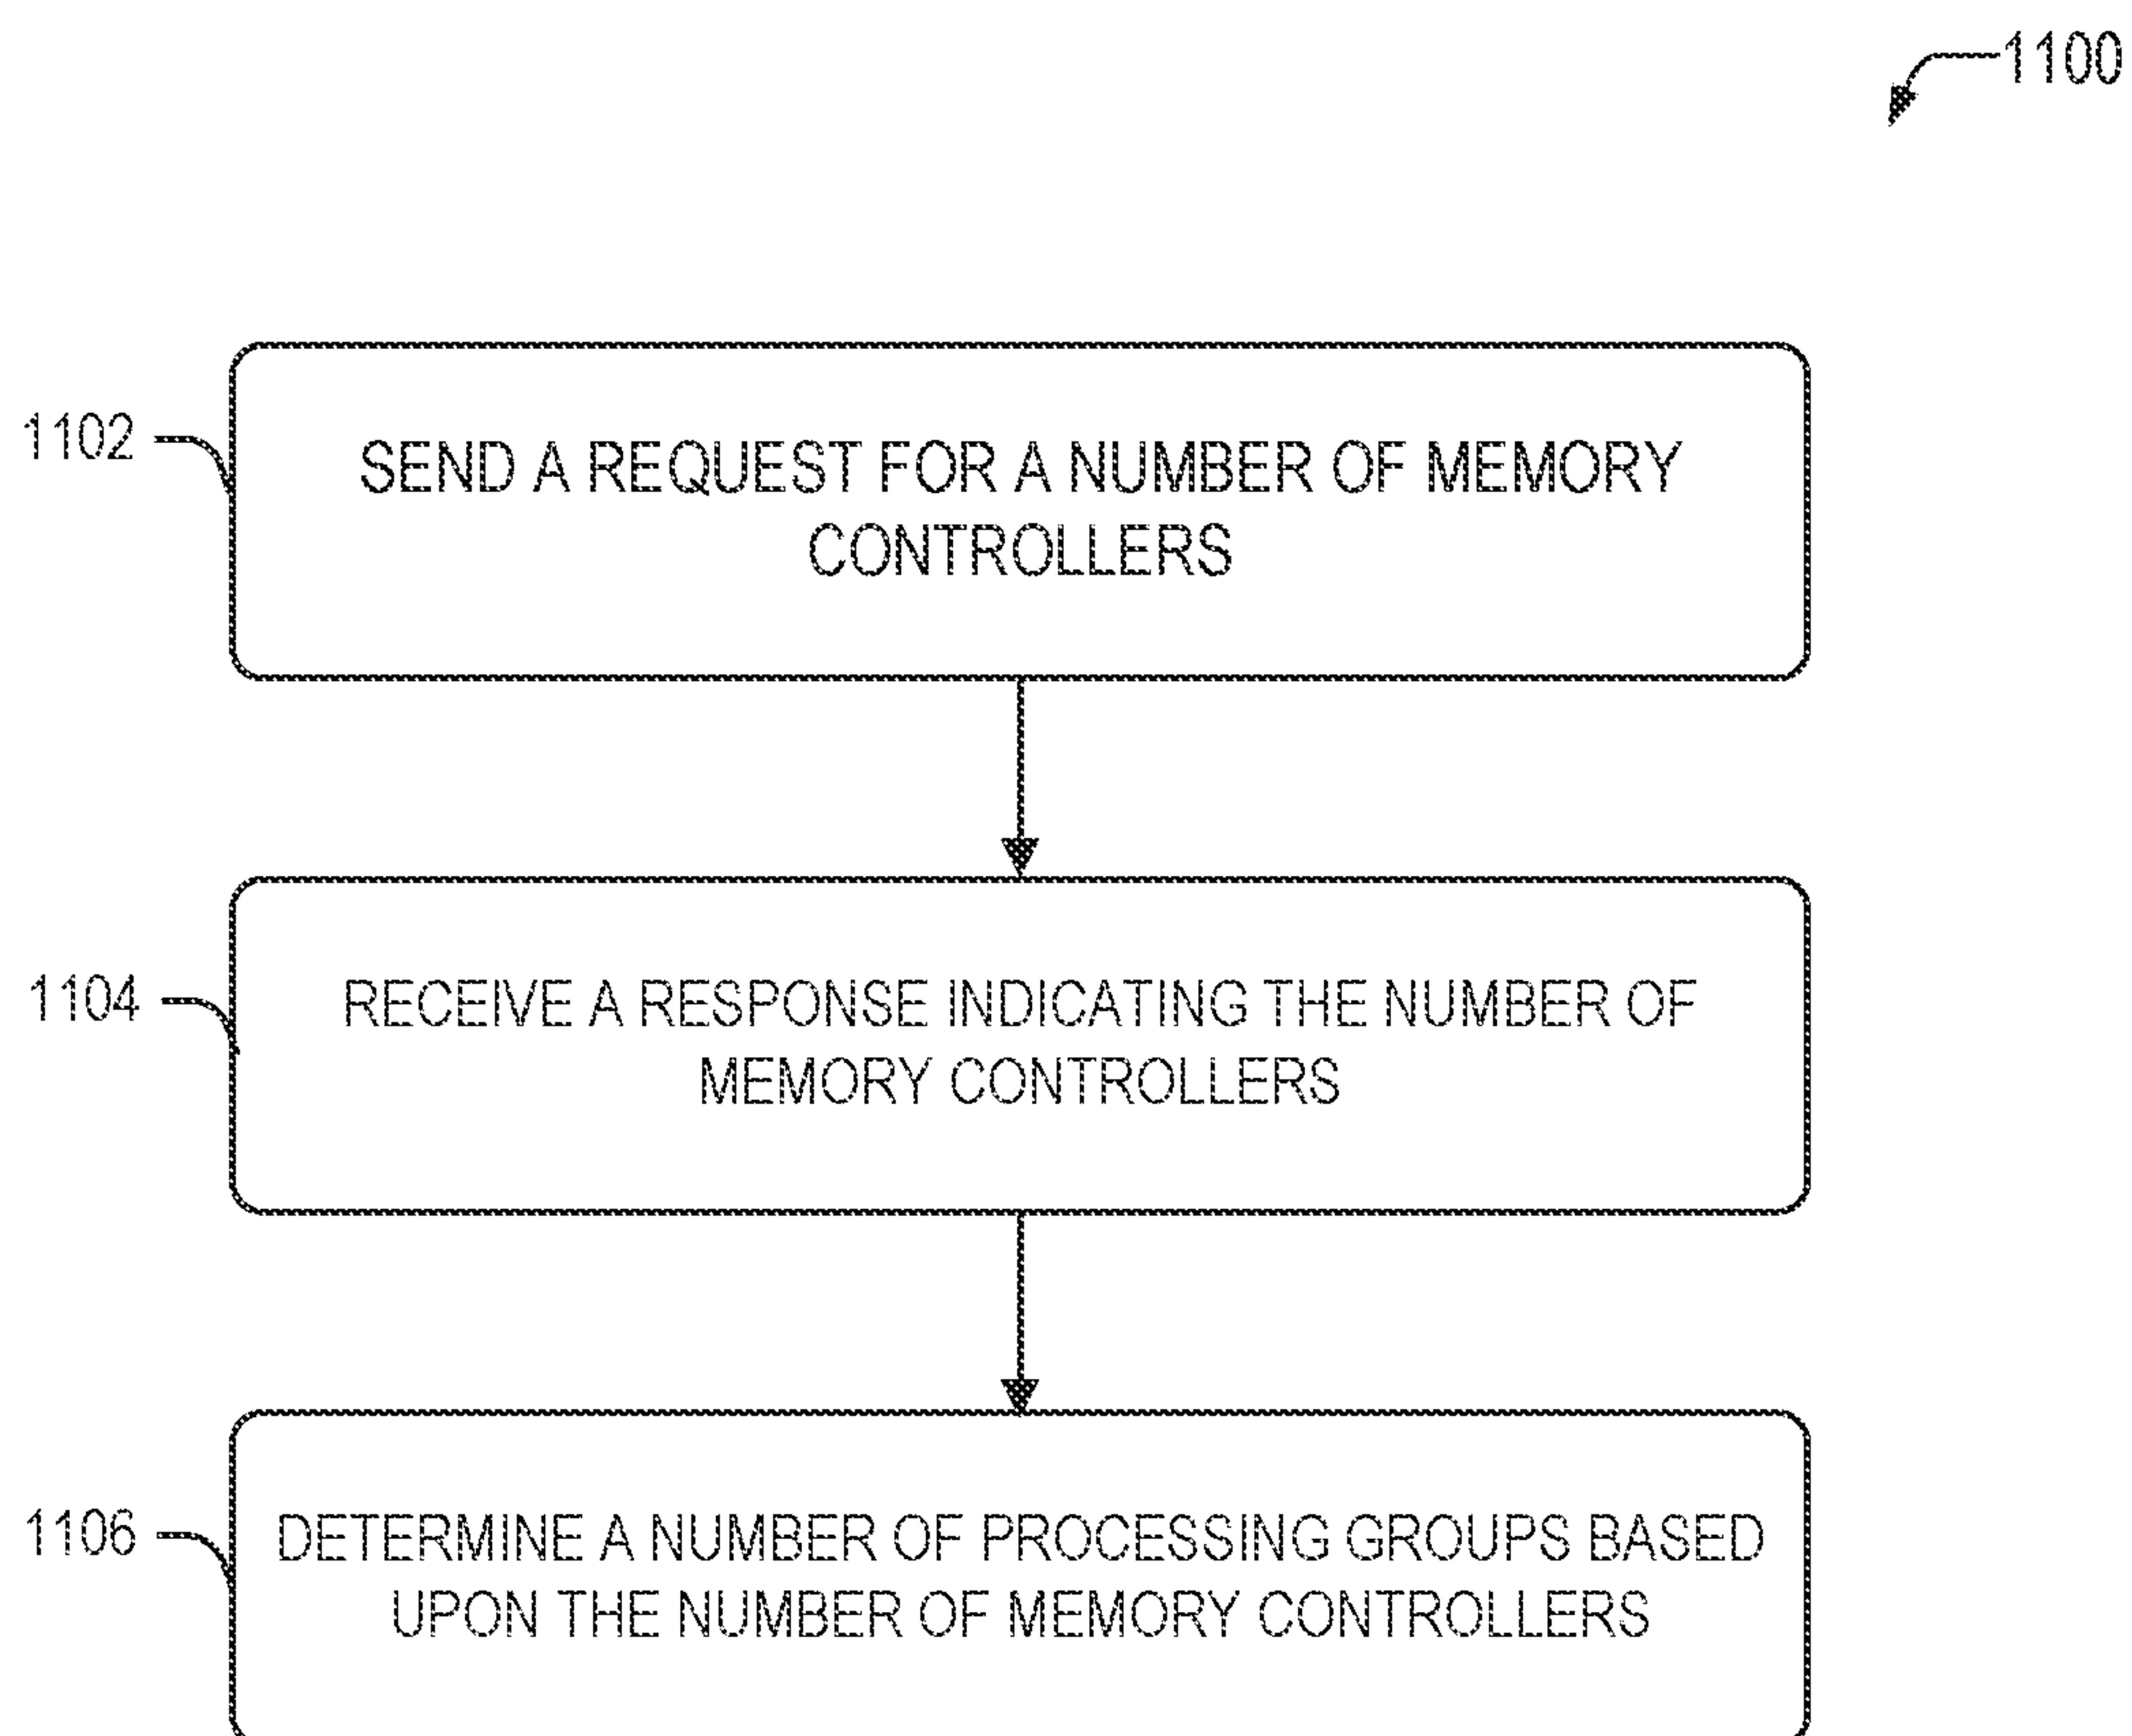 1100
1102
SEND A REQUEST FOR A NUMBER OF MEMORY
CONTROLLERS
1104
RECEIVE A RESPONSE INDICATING THE NUMBER OF
MEMORY CONTROLLERS
1106
DETERMINE A NUMBER OF PROCESSING GROUPS BASED
UPON THE NUMBER OF MEMORY CONTROLLERS